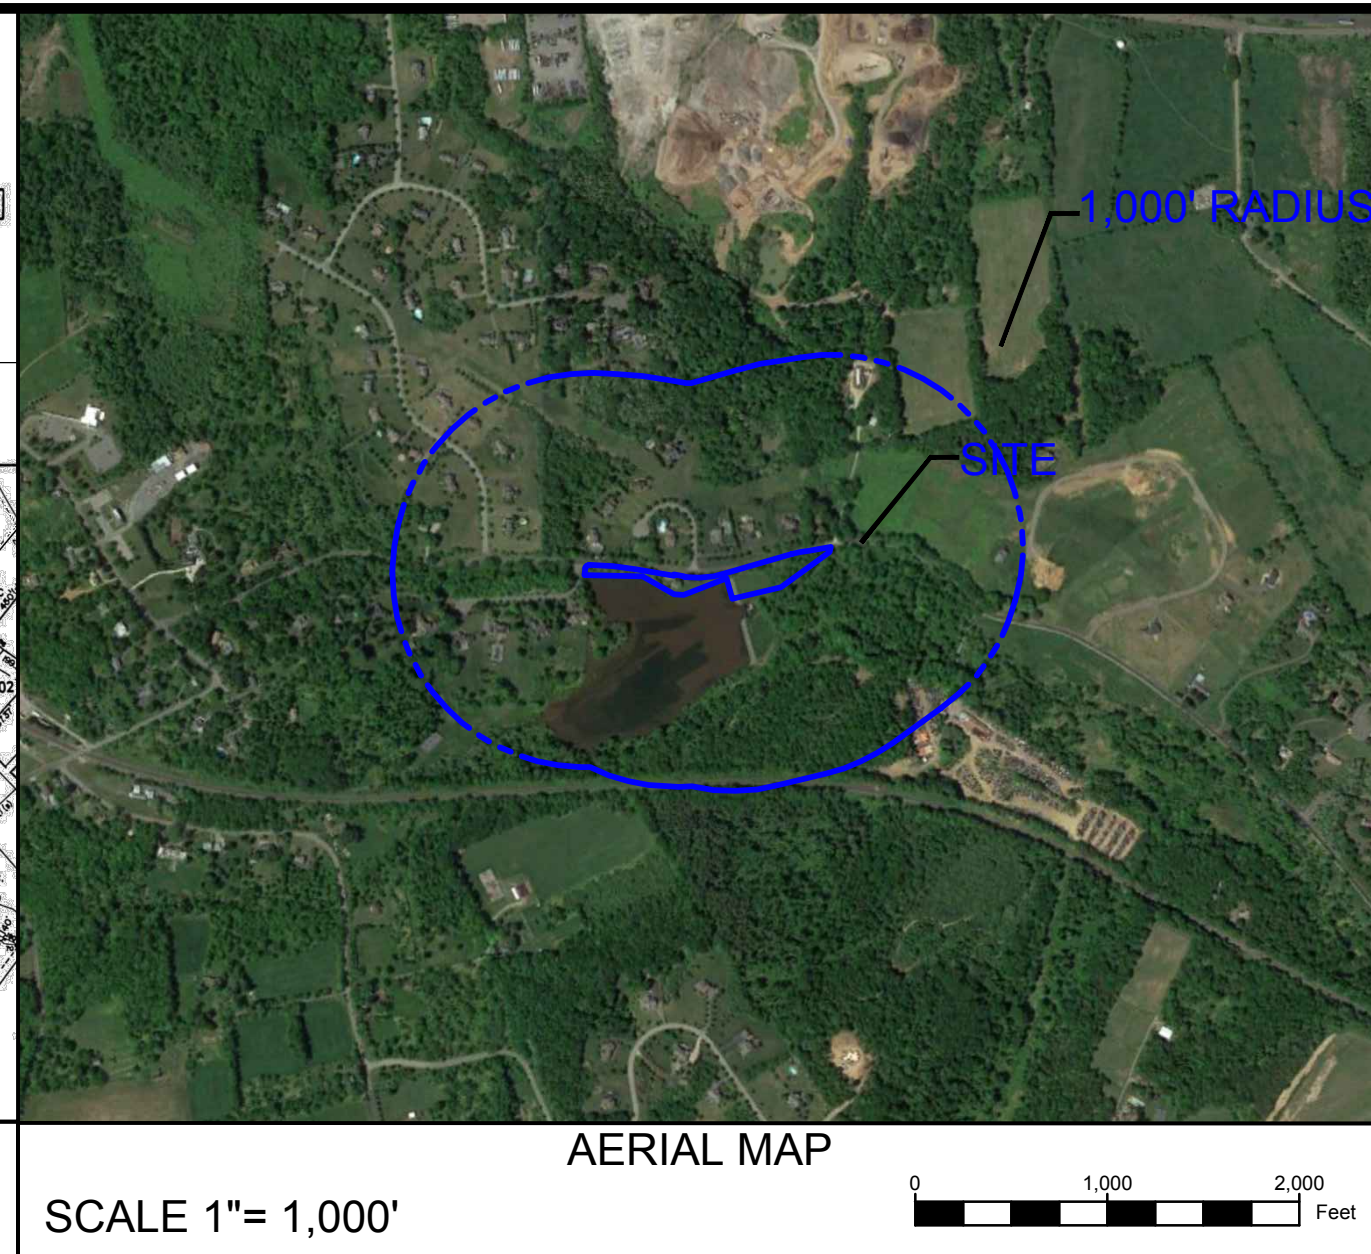 1,000' RADIUS
SITE
AERIAL MAP
SCALE 1"= 1,000'
0 1,000 2,000
Feet